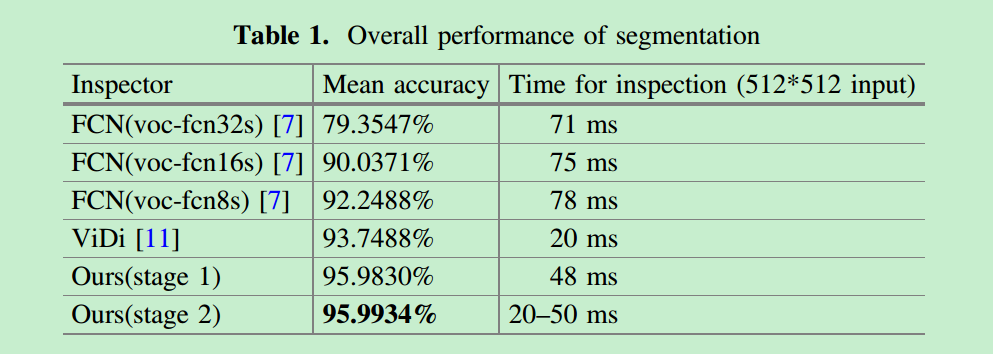 Table 1. Overall performance of segmentation
Inspector Mean accuracy Time for inspection (512*512 input)
FCN(voc-fcn32s) [7] 79.3547% 71 ms
FCN(voc-fcn16s) [7] 90.0371% 75 ms
FCN(voc-fcn8s) [7] 92.2488% 78 ms
ViDi [11] 93.7488% 20 ms
Ours(stage 1) 95.9830% 48 ms
Ours(stage 2) 95.9934% 20–50 ms